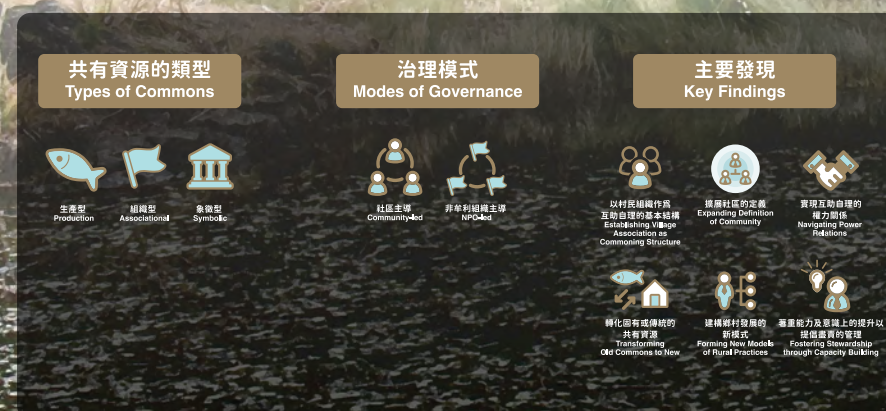 共有資源的類型
Types of Commons
生產型
Production
組織型
Associational
象徵型
Symbolic
治理模式
Modes of Governance
社區主導
Community-led
非牟利組織主導
NPO-led
主要發現
Key Findings
以村民組織作爲
互助自理的基本結構
Establishing Village
Association as
Commoning Structure
擴展社區的定義
Expanding Definition
of Community
實現互助自理的
權力關係
Navigating Power
Relations
轉化固有或傳統的
共有資源
Transforming
Old Commons to New
建構鄉村發展的
新模式
Forming New Models
of Rural Practices
著重能力及意識上的提升以
提倡盡責的管理
Fostering Stewardship
through Capacity Building